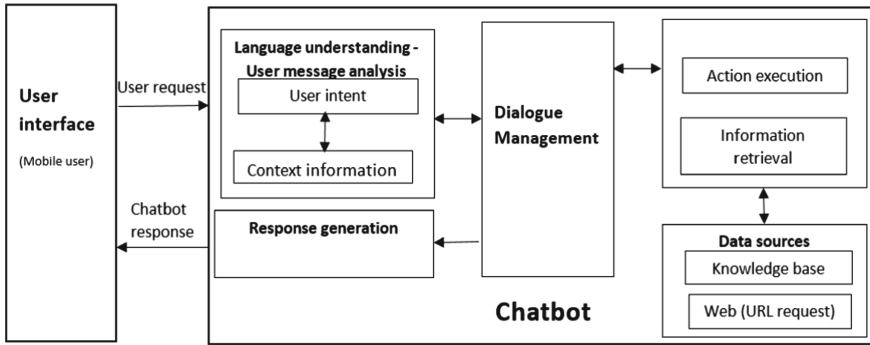 User
interface
(Mobile user)
User request
Chatbot
response
Language understanding -
User message analysis
User intent
Context information
Response generation
Dialogue
Management
Action execution
Information
retrieval
Data sources
Knowledge base
Web (URL request)
Chatbot